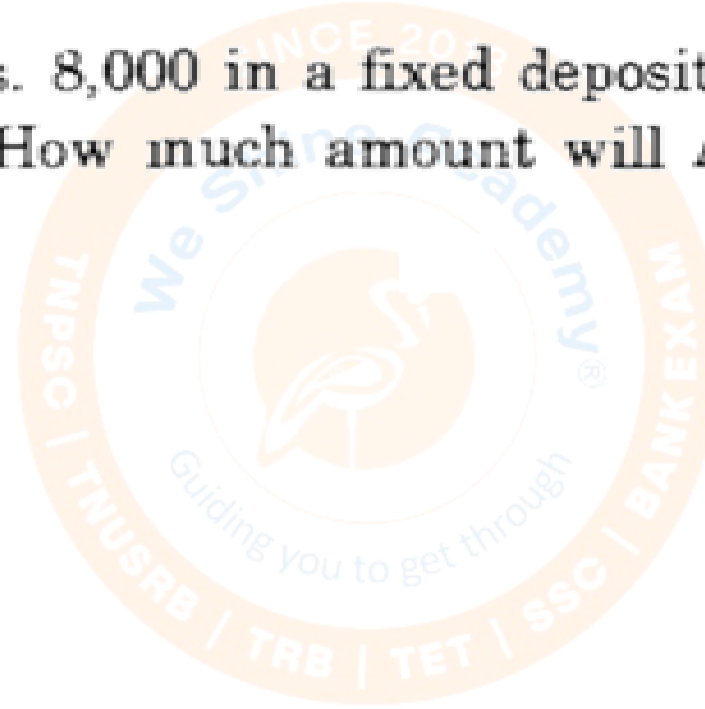 s. 8,000 in a fixed deposit
How much amount will
SINCE
We Shine Academy®
Guiding you to get through
TNPSC | TNUSRB | TRB | TET | SSC | BANK EXAM